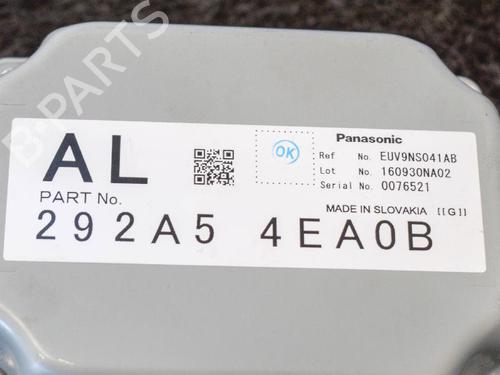 B-PARTS
AL
OK
Panasonic
Ref No. EUV9NS041AB
Lot No. 160930NA02
Serial No. 0076521
PART No.
MADE IN SLOVAKIA [[G]]
292A5 4EA0B